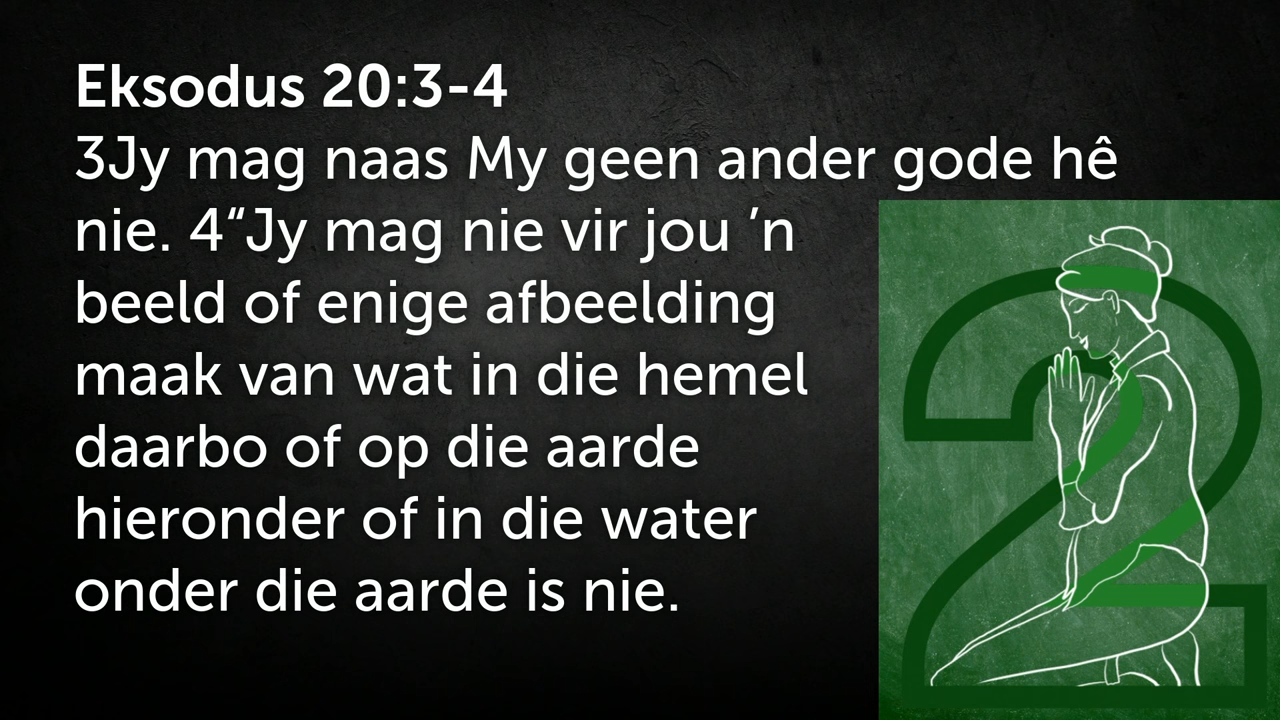 Eksodus 20:3-4
3Jy mag naas My geen ander gode hê
nie. 4“Jy mag nie vir jou ’n
beeld of enige afbeelding
maak van wat in die hemel
daarbo of op die aarde
hieronder of in die water
onder die aarde is nie.
2